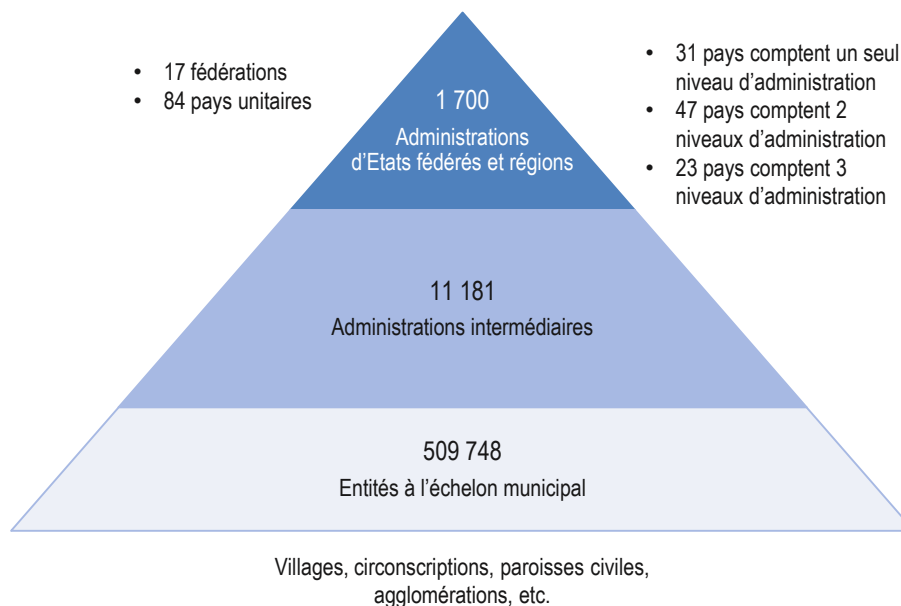 • 17 fédérations
• 84 pays unitaires
• 31 pays comptent un seul
niveau d’administration
• 47 pays comptent 2
niveaux d’administration
• 23 pays comptent 3
niveaux d’administration
1 700
Administrations
d’Etats fédérés et régions
11 181
Administrations intermédiaires
509 748
Entités à l’échelon municipal
Villages, circonscriptions, paroisses civiles,
agglomérations, etc.